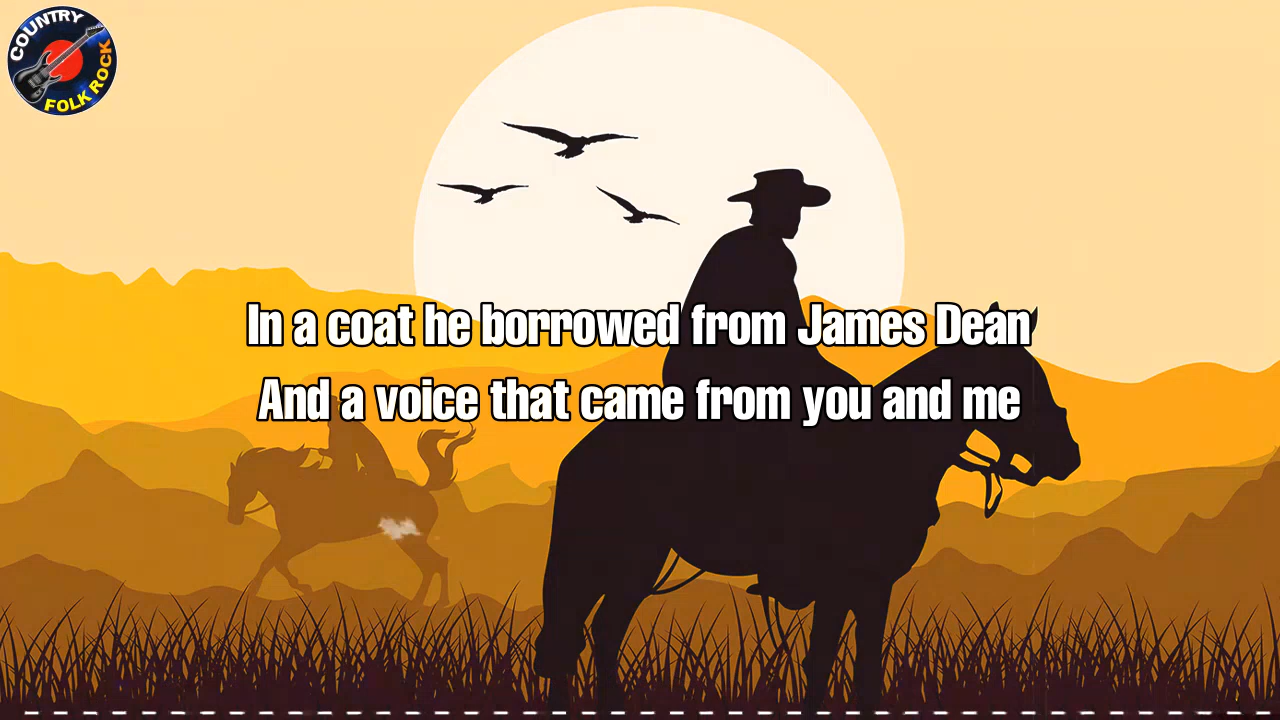 COUNTRY
FOLK ROCK
In a coat he borrowed from James Dean
And a voice that came from you and me